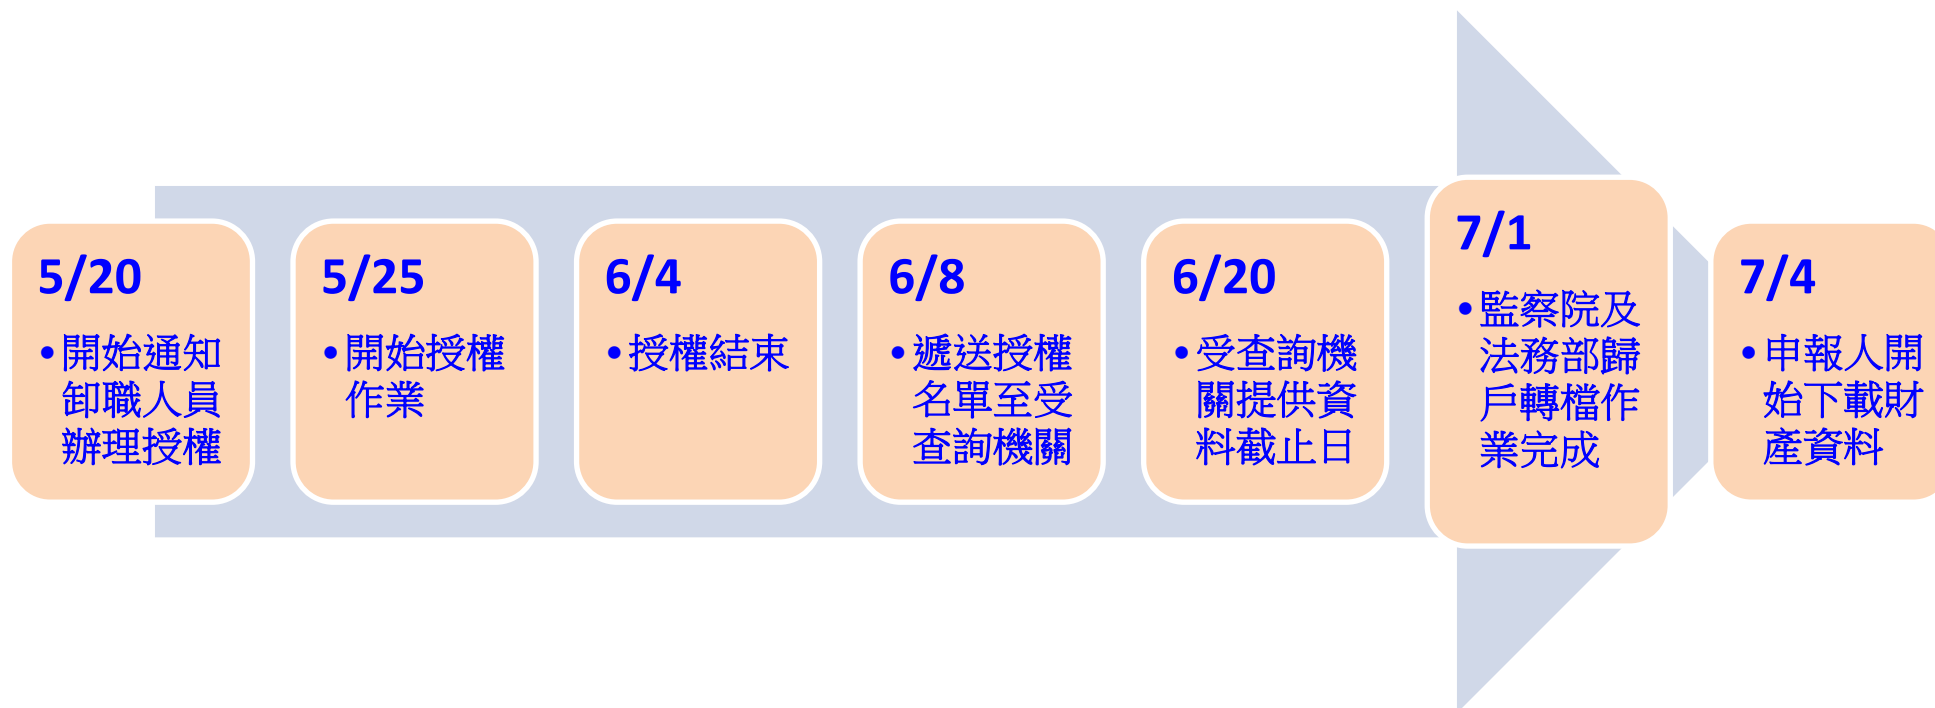 5/20
•開始通知
卸職人員
辦理授權
5/25
•開始授權
作業
6/4
•授權結束
6/8
•遞送授權
名單至受
查詢機關
6/20
•受查詢機
關提供資
料截止日
7/1
•監察院及
法務部歸
戶轉檔作
業完成
7/4
•申報人開
始下載財
產資料